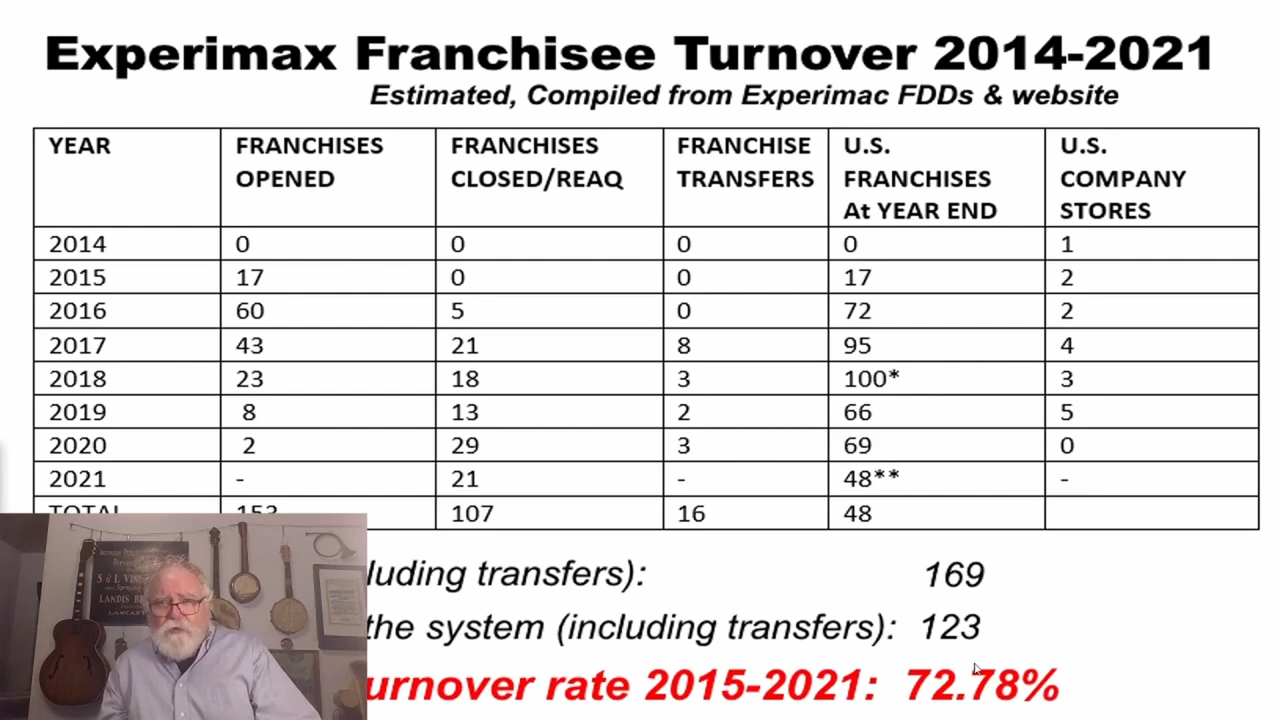 Experimax Franchisee Turnover 2014-2021
Estimated, Compiled from Experimac FDDs & website
YEAR FRANCHISES OPENED FRANCHISES CLOSED/REAQ FRANCHISE TRANSFERS U.S. FRANCHISES At YEAR END U.S. COMPANY STORES
2014 0 0 0 0 1
2015 17 0 0 17 2
2016 60 5 0 72 2
2017 43 21 8 95 4
2018 23 18 3 100* 3
2019 8 13 2 66 5
2020 2 29 3 69 0
2021 - 21 - 48** -
TOTAL 153 107 16 48
luding transfers): 169
the system (including transfers): 123
urnover rate 2015-2021: 72.78%
S & L
LANDIS
LANCAST